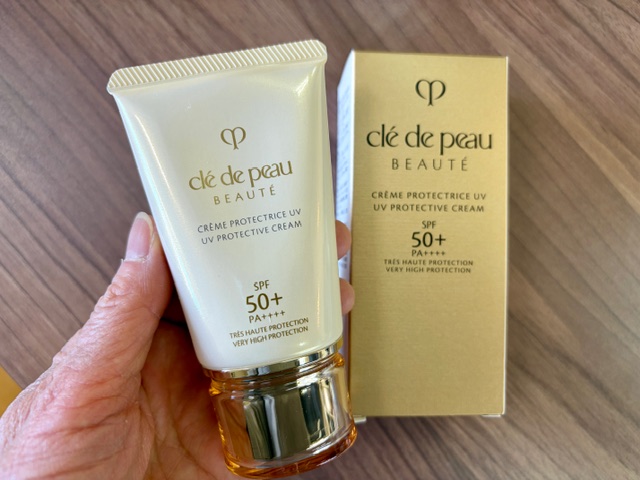 clé de peau
BEAUTÉ
CRÈME PROTECTRICE UV
UV PROTECTIVE CREAM
SPF
50+
PA++++
TRÈS HAUTE PROTECTION
VERY HIGH PROTECTION
clé de peau
BEAUTÉ
CRÈME PROTECTRICE UV
UV PROTECTIVE CREAM
SPF
50+
PA++++
TRÈS HAUTE PROTECTION
VERY HIGH PROTECTION